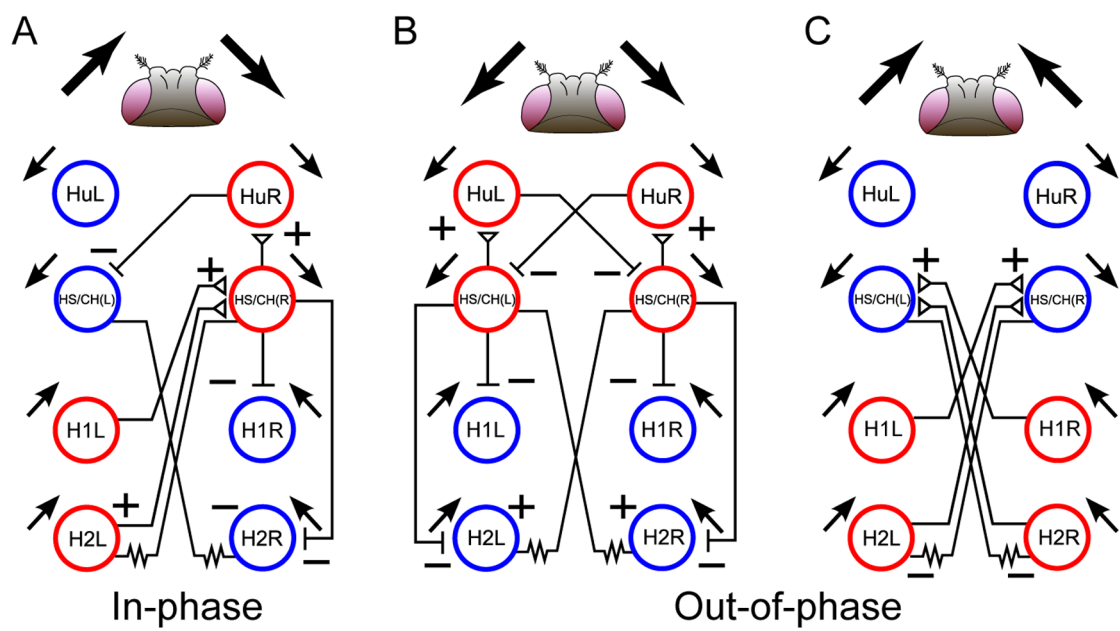 A B C
HuL HuR HuL HuR HuL HuR
− + + − − + + +
HS/CH(L) HS/CH(R) HS/CH(L) HS/CH(R) HS/CH(L) HS/CH(R)
− − −
H1L H1R H1L H1R H1L H1R
+ − + +
H2L H2R H2L H2R H2L H2R
− − − − −
In-phase Out-of-phase